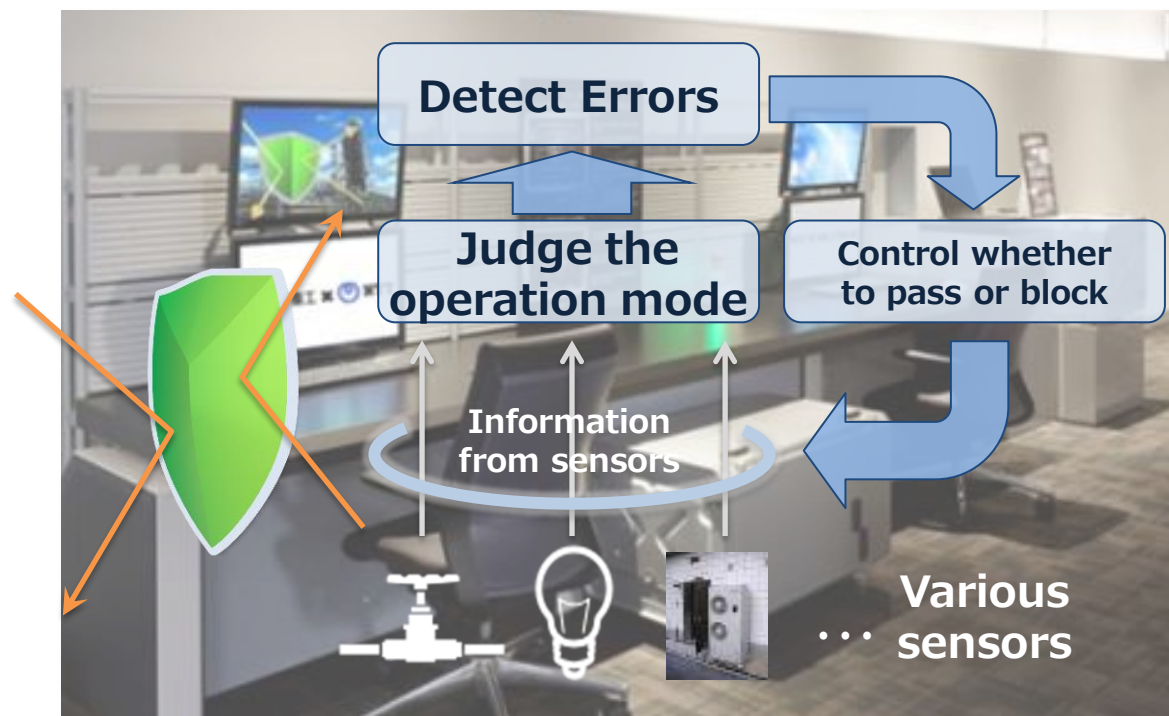 Detect Errors
Judge the
operation mode
Control whether
to pass or block
Information
from sensors
... Various
sensors